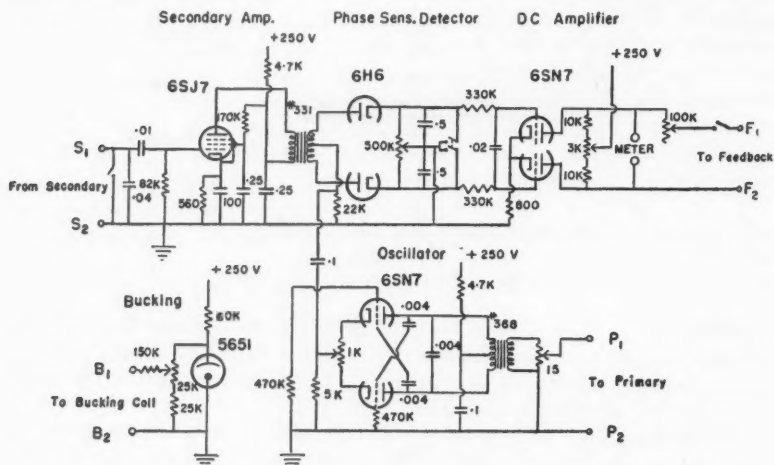 Secondary Amp. Phase Sens. Detector DC Amplifier
+250 V
4.7K
6SJ7
170K
*331
6H6
330K
6SN7
+250 V
.01
S1
From Secondary
.04
82K
560
100
.25
.25
S2
500K
.5
.5
22K
.02
330K
800
10K
3K
10K
METER
100K
F1
To Feedback
F2
.1
Oscillator
6SN7
+250 V
4.7K
.004
*368
.004
1K
.004
470K
5K
470K
.1
15
P1
To Primary
P2
+250 V
Bucking
60K
5651
150K
B1
25K
To Bucking Coil
25K
B2